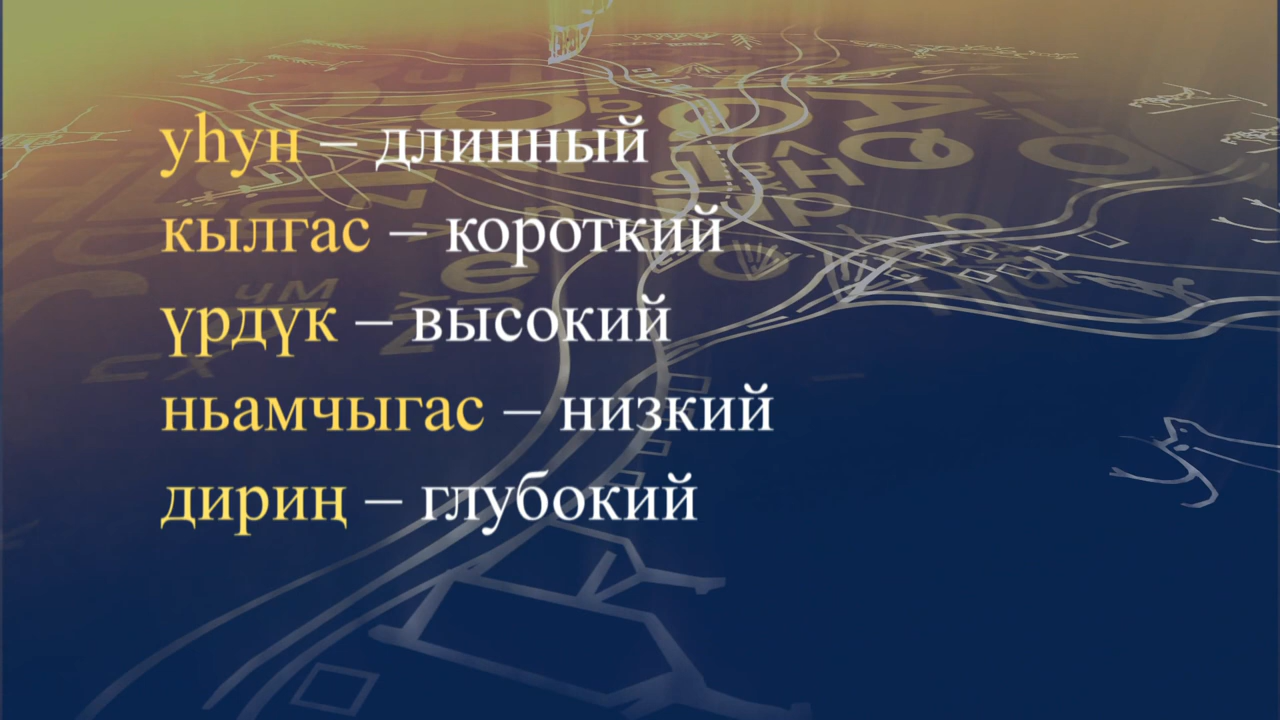 уһун – длинный
кылгас – короткий
үрдүк – высокий
ньамчыгас – низкий
дириҥ – глубокий